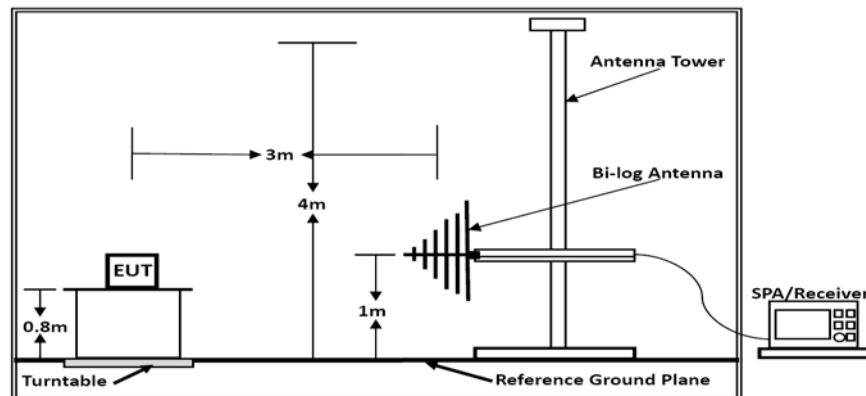 Antenna Tower
3m
Bi-log Antenna
4m
EUT
SPA/Receiver
0.8m
1m
Turntable
Reference Ground Plane